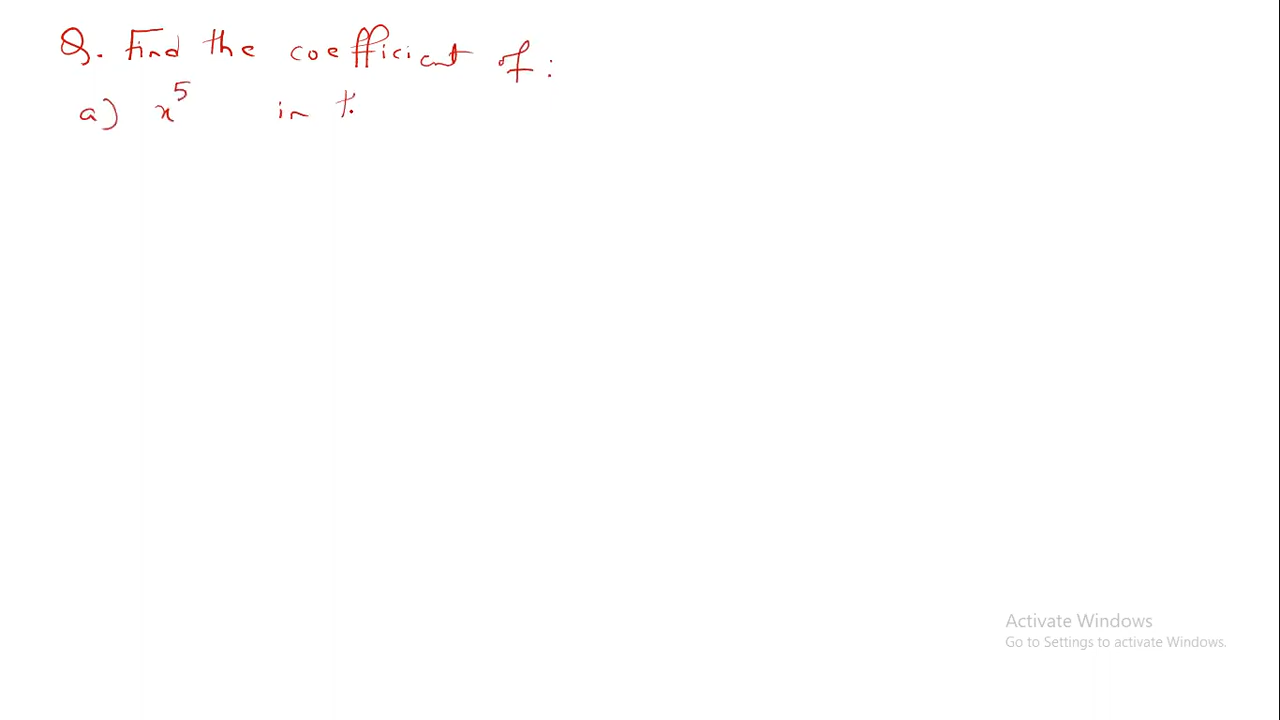 Q. Find the coefficient of :
a) x^5 in t
Activate Windows
Go to Settings to activate Windows.